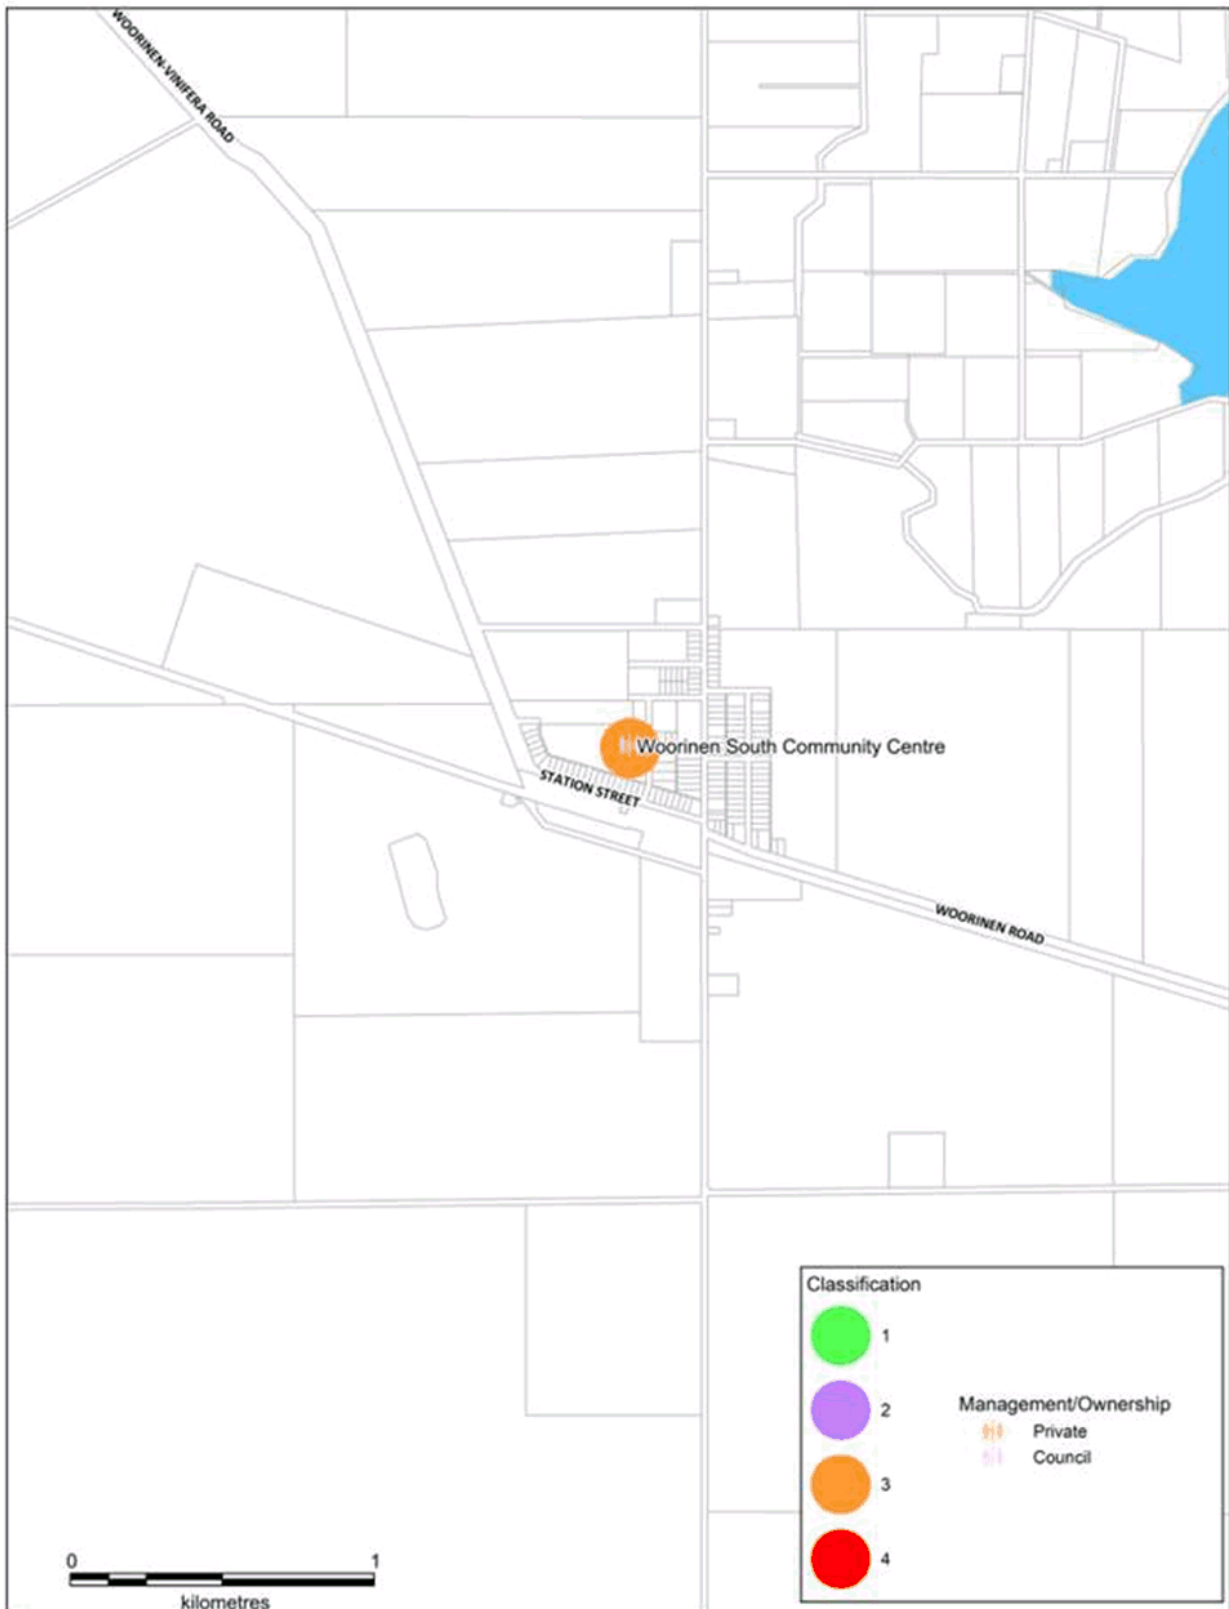 WOORINEN-VINIFERA ROAD
Woorinen South Community Centre
STATION STREET
WOORINEN ROAD
Classification
1
2
3
4
Management/Ownership
Private
Council
0 1
kilometres